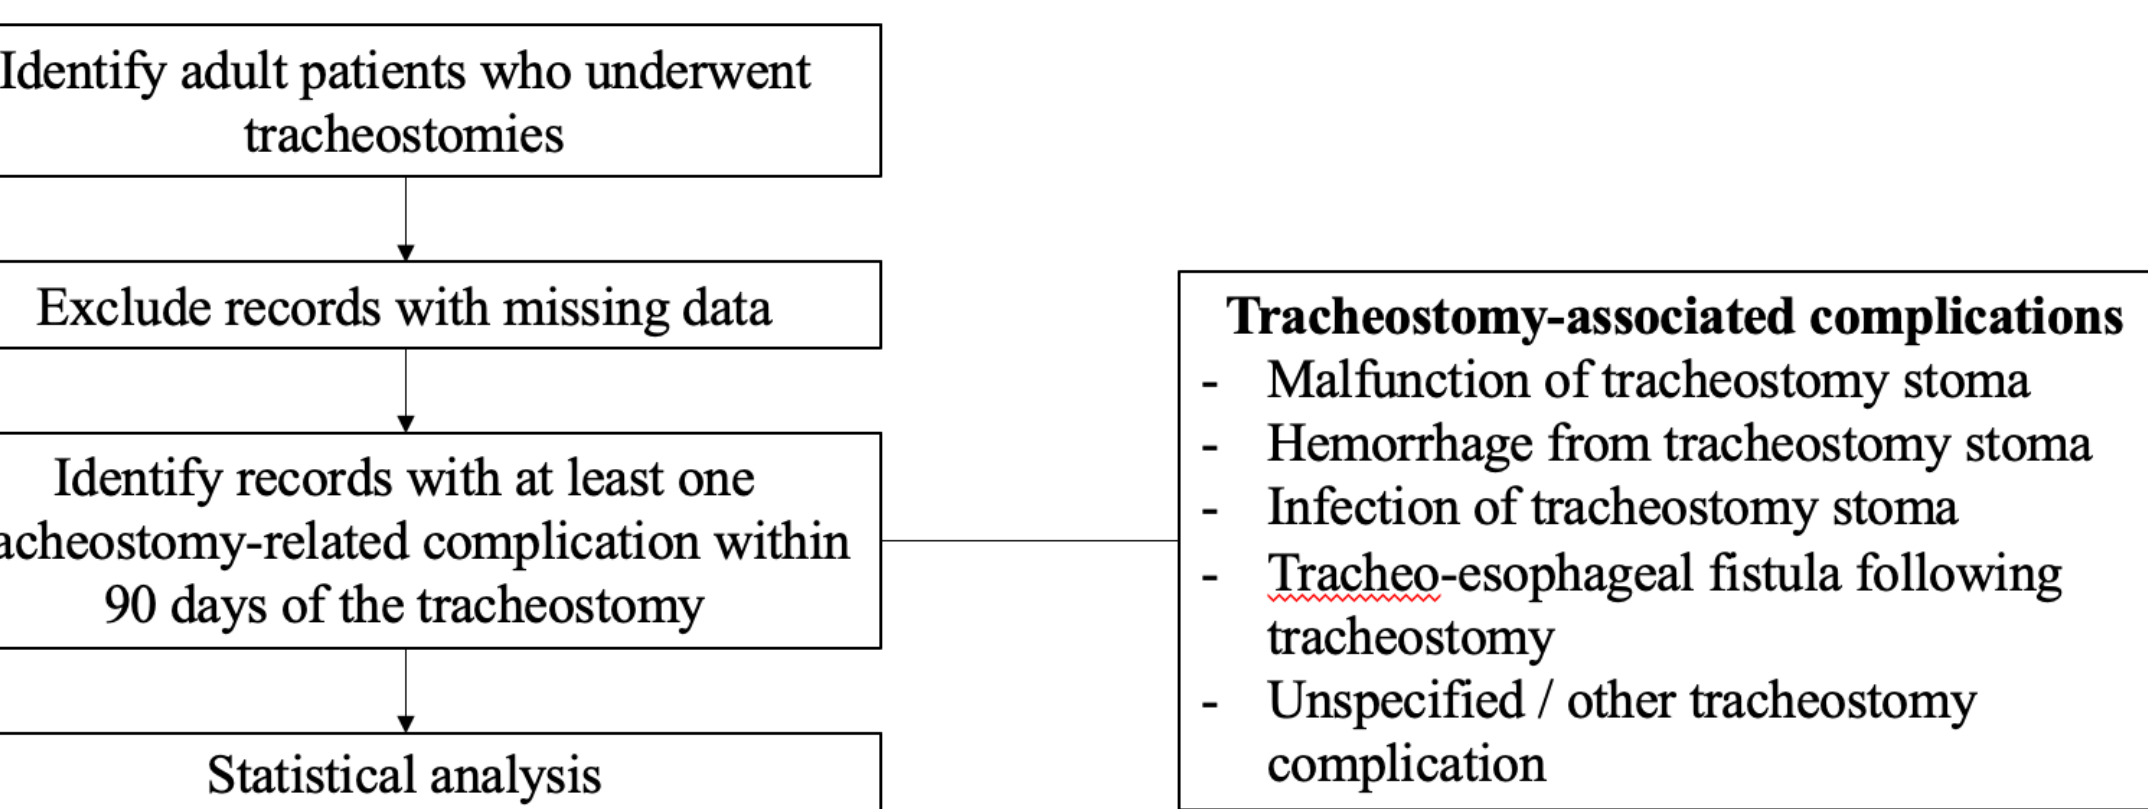 Identify adult patients who underwent
tracheostomies
Exclude records with missing data
Identify records with at least one
acheostomy-related complication within
90 days of the tracheostomy
Statistical analysis
Tracheostomy-associated complications
- Malfunction of tracheostomy stoma
- Hemorrhage from tracheostomy stoma
- Infection of tracheostomy stoma
- Tracheo-esophageal fistula following
tracheostomy
- Unspecified / other tracheostomy
complication